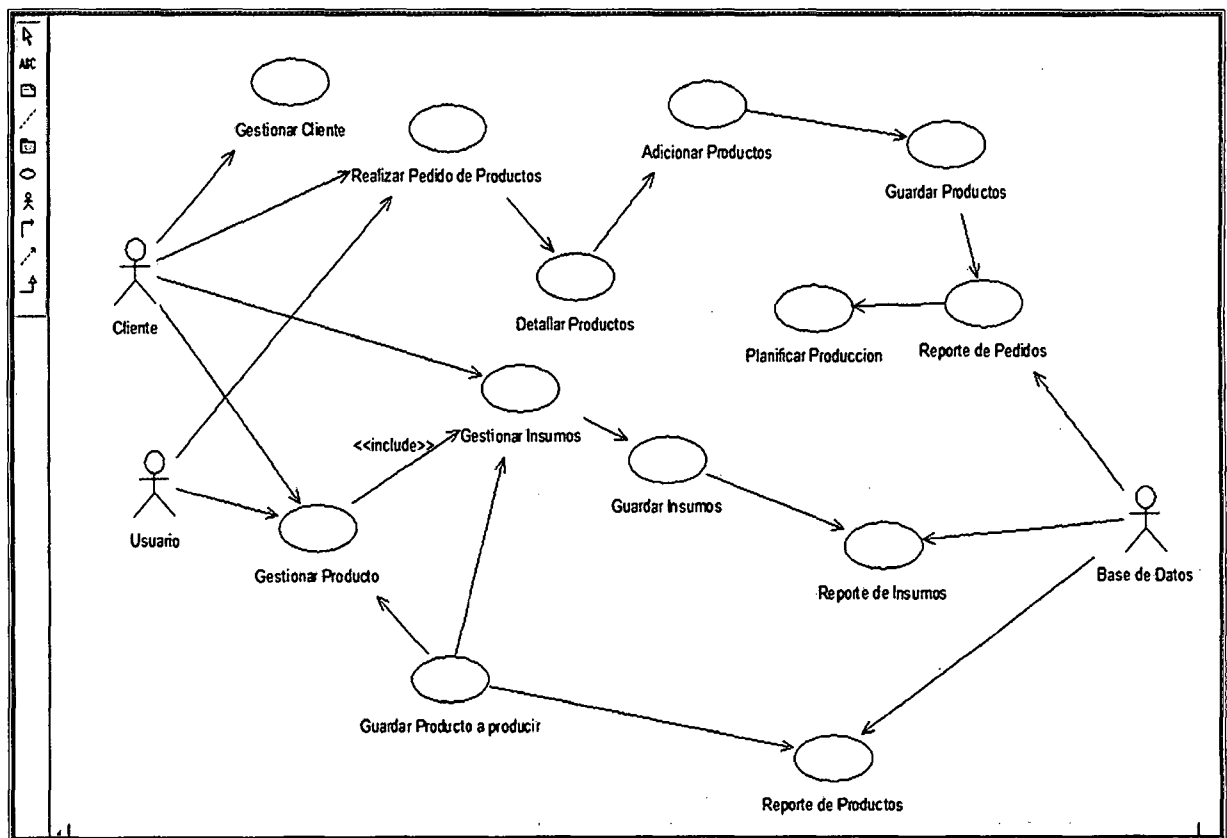 ABC
Gestionar Cliente
Realizar Pedido de Productos
Adicionar Productos
Guardar Productos
Cliente
Detallar Productos
Planificar Produccion
Reporte de Pedidos
<<include>>
Gestionar Insumos
Guardar Insumos
Usuario
Gestionar Producto
Reporte de Insumos
Base de Datos
Guardar Producto a producir
Reporte de Productos